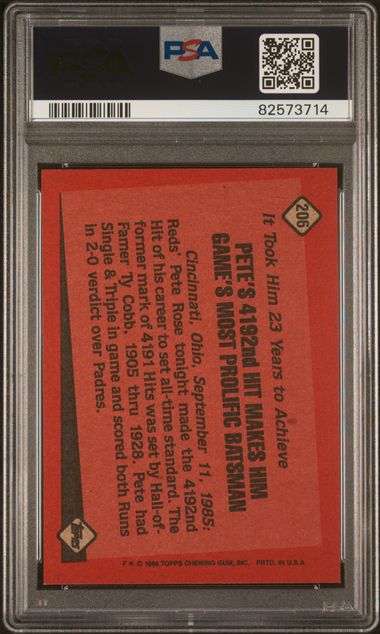 PSA
PSA
82573714
206
It Took Him 23 Years to Achieve
PETE'S 4192nd HIT MAKES HIM
GAME'S MOST PROLIFIC BATSMAN
Cincinnati, Ohio, September 11, 1985:
Reds' Pete Rose tonight made the 4192nd
Hit of his career to set all-time standard. The
former mark of 4191 Hits was set by Hall-of-
Famer Ty Cobb, 1905 thru 1928. Pete had
Single & Triple in game and scored both Runs
in 2-0 verdict over Padres.
Topps
F * © 1986 TOPPS CHEWING GUM, INC. PRTD. IN U.S.A